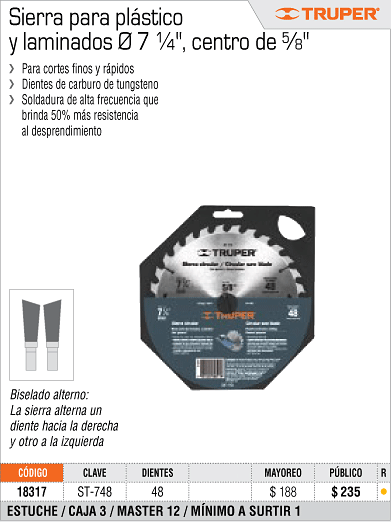 Sierra para plástico
y laminados Ø 7 ¼", centro de ⅝"
TRUPER®
› Para cortes finos y rápidos
› Dientes de carburo de tungsteno
› Soldadura de alta frecuencia que
brinda 50% más resistencia
al desprendimiento
TRUPER
Sierra circular / Circular saw blade
7 ¼"
5/8"
48
TRUPER
7 ¼"
Sierra circular
Circular saw blade
48
Biselado alterno:
La sierra alterna un
diente hacia la derecha
y otro a la izquierda
CÓDIGO CLAVE DIENTES MAYOREO PÚBLICO R
18317 ST-748 48 $ 188 $ 235
ESTUCHE / CAJA 3 / MASTER 12 / MÍNIMO A SURTIR 1